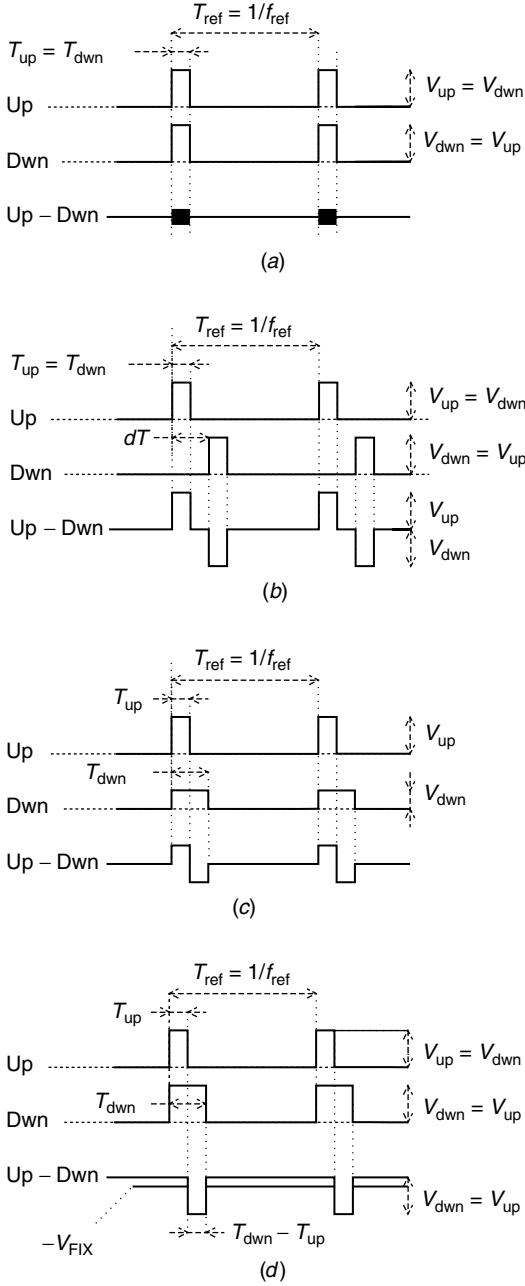 T_ref = 1/f_ref
T_up = T_dwn
Up
V_up = V_dwn
Dwn
V_dwn = V_up
Up – Dwn
(a)
T_ref = 1/f_ref
T_up = T_dwn
Up
V_up = V_dwn
dT
Dwn
V_dwn = V_up
Up – Dwn
V_up
V_dwn
(b)
T_ref = 1/f_ref
T_up
Up
V_up
T_dwn
Dwn
V_dwn
Up – Dwn
(c)
T_ref = 1/f_ref
T_up
Up
V_up = V_dwn
T_dwn
Dwn
V_dwn = V_up
Up – Dwn
V_dwn = V_up
–V_FIX
T_dwn – T_up
(d)